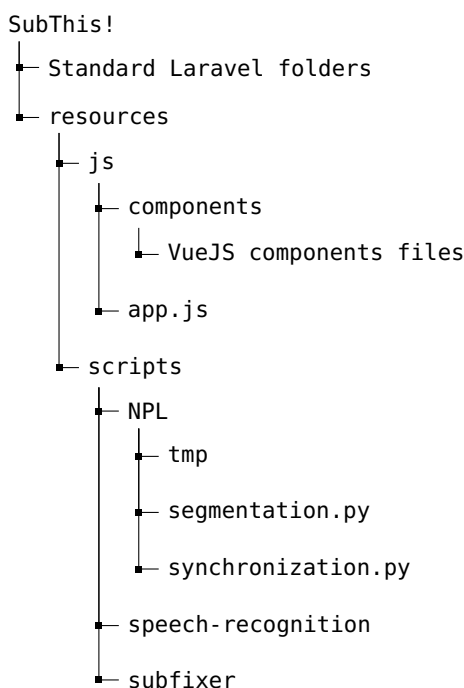 SubThis!
Standard Laravel folders
resources
js
components
VueJS components files
app.js
scripts
NPL
tmp
segmentation.py
synchronization.py
speech-recognition
subfixer